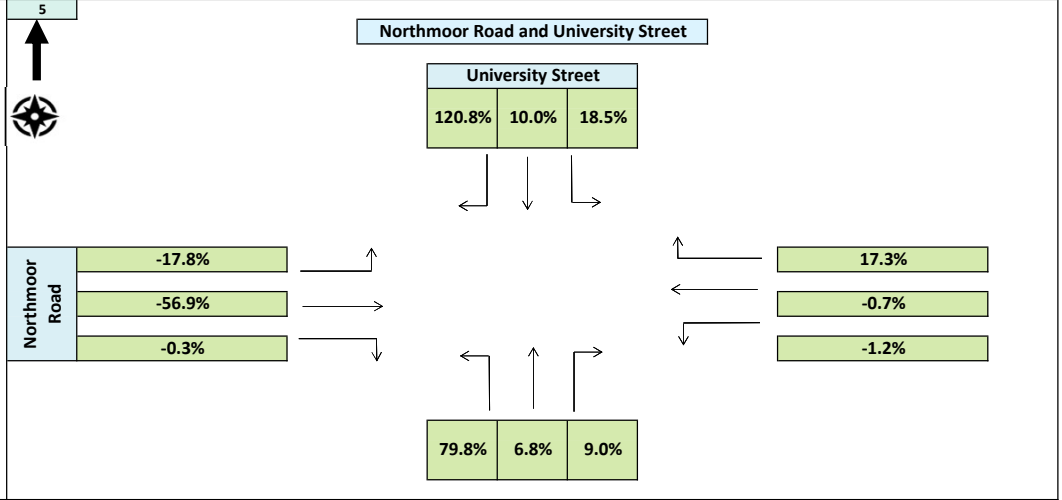 5
Northmoor Road and University Street
University Street
120.8% 10.0% 18.5%
Northmoor
Road
-17.8%
-56.9%
-0.3%
17.3%
-0.7%
-1.2%
79.8% 6.8% 9.0%